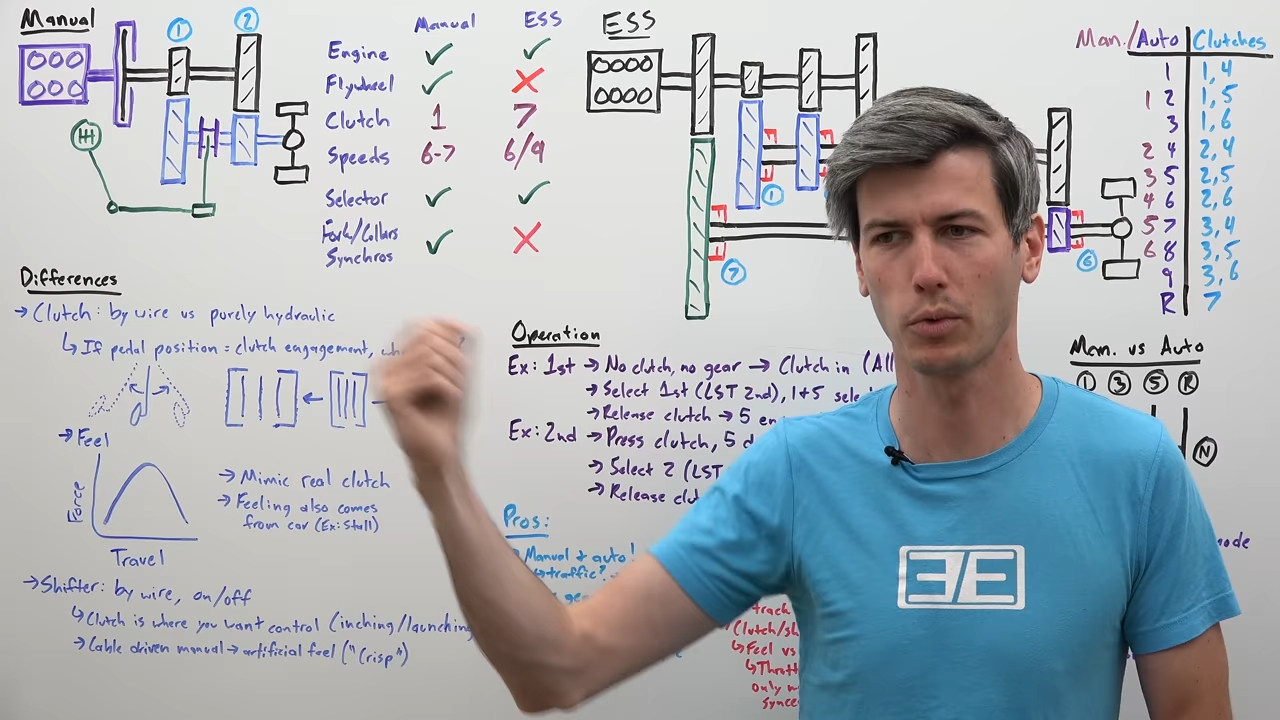 Manual
① ②
Manual ESS
Engine ✓ ✓
Flywheel ✓ ✗
Clutch 1 7
Speeds 6-7 6/9
Selector ✓ ✓
Fork/Collars
Synchros ✓ ✗
ESS
① ⑦ ⑥
Man./Auto Clutches
1 1,4
1 2 1,5
3 1,6
2 4 2,4
3 5 2,5
4 6 2,6
5 7 3,4
6 8 3,5
9 3,6
R 7
Differences
→ Clutch: by wire vs purely hydraulic
↳ If pedal position = clutch engagement,
→ Feel
Force
Travel
→ Mimic real clutch
→ Feeling also comes
from car (Ex: Stall)
→ Shifter: by wire, on/off
↳ Clutch is where you want control (inching/launching
→ Cable driven manual → artificial feel ("Crisp")
Operation
Ex: 1st → No clutch, no gear → Clutch in (All
→ Select 1st (LST 2nd), 1+5
→ Release clutch → 5
Ex: 2nd → Press clutch, 5
→ Select 2 (LST
→ Release
Pros:
→ Manual + auto!
↳ traffic?
track
Clutch/
↳ Feel vs
only
Man. vs Auto
① ③ ⑤ Ⓡ
Ⓝ
mode
ƎE